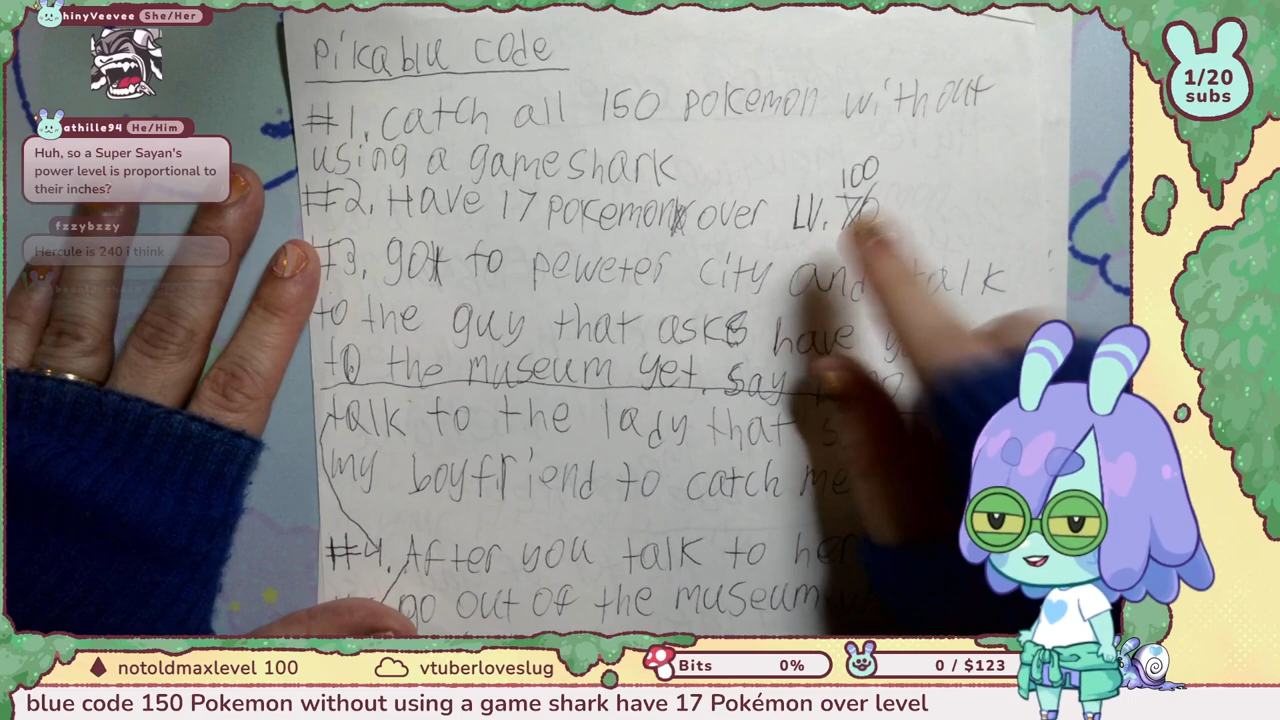 hinyVeevee She/Her
athille94 He/Him
Huh, so a Super Sayan's
power level is proportional to
their inches?
fzzybzzy
Hercule is 240 i think
pikablu code
#1. catch all 150 pokemon without
using a gameshark
100
#2. Have 17 pokemon over LV.
#3. got to peweter city and talk
to the guy that asks have
to the museum yet. Say
talk to the lady that
my boyfriend to catch me
#4. After you talk to her
go out of the museum
1/20
subs
notoldmaxlevel 100
vtuberloveslug
Bits 0%
0 / $123
blue code 150 Pokemon without using a game shark have 17 Pokémon over level